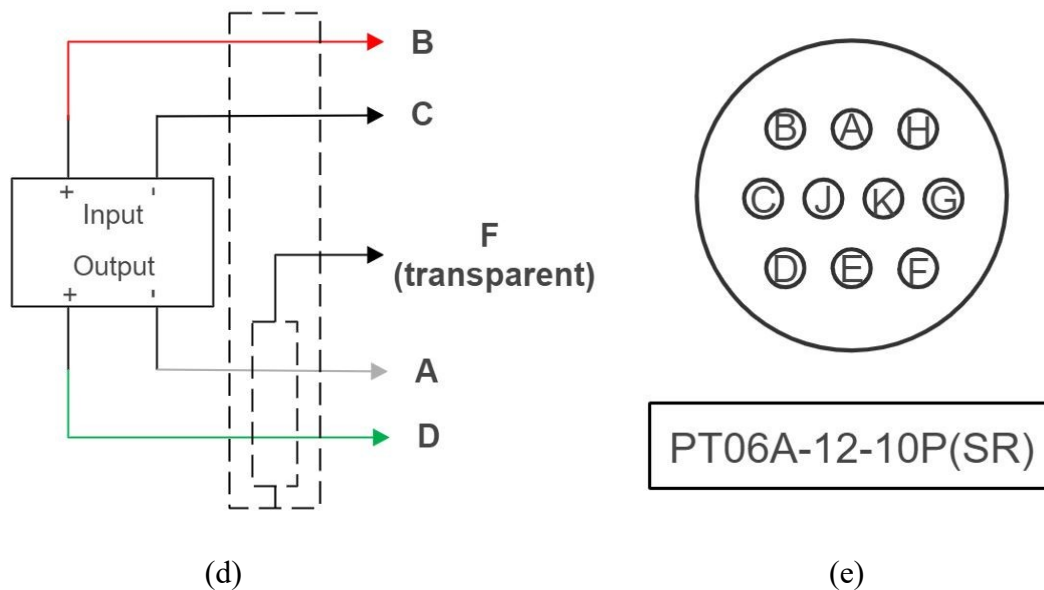 B
C
+ -
Input
Output
+ -
F
(transparent)
A
D
B A H
C J K G
D E F
PT06A-12-10P(SR)
(d)
(e)